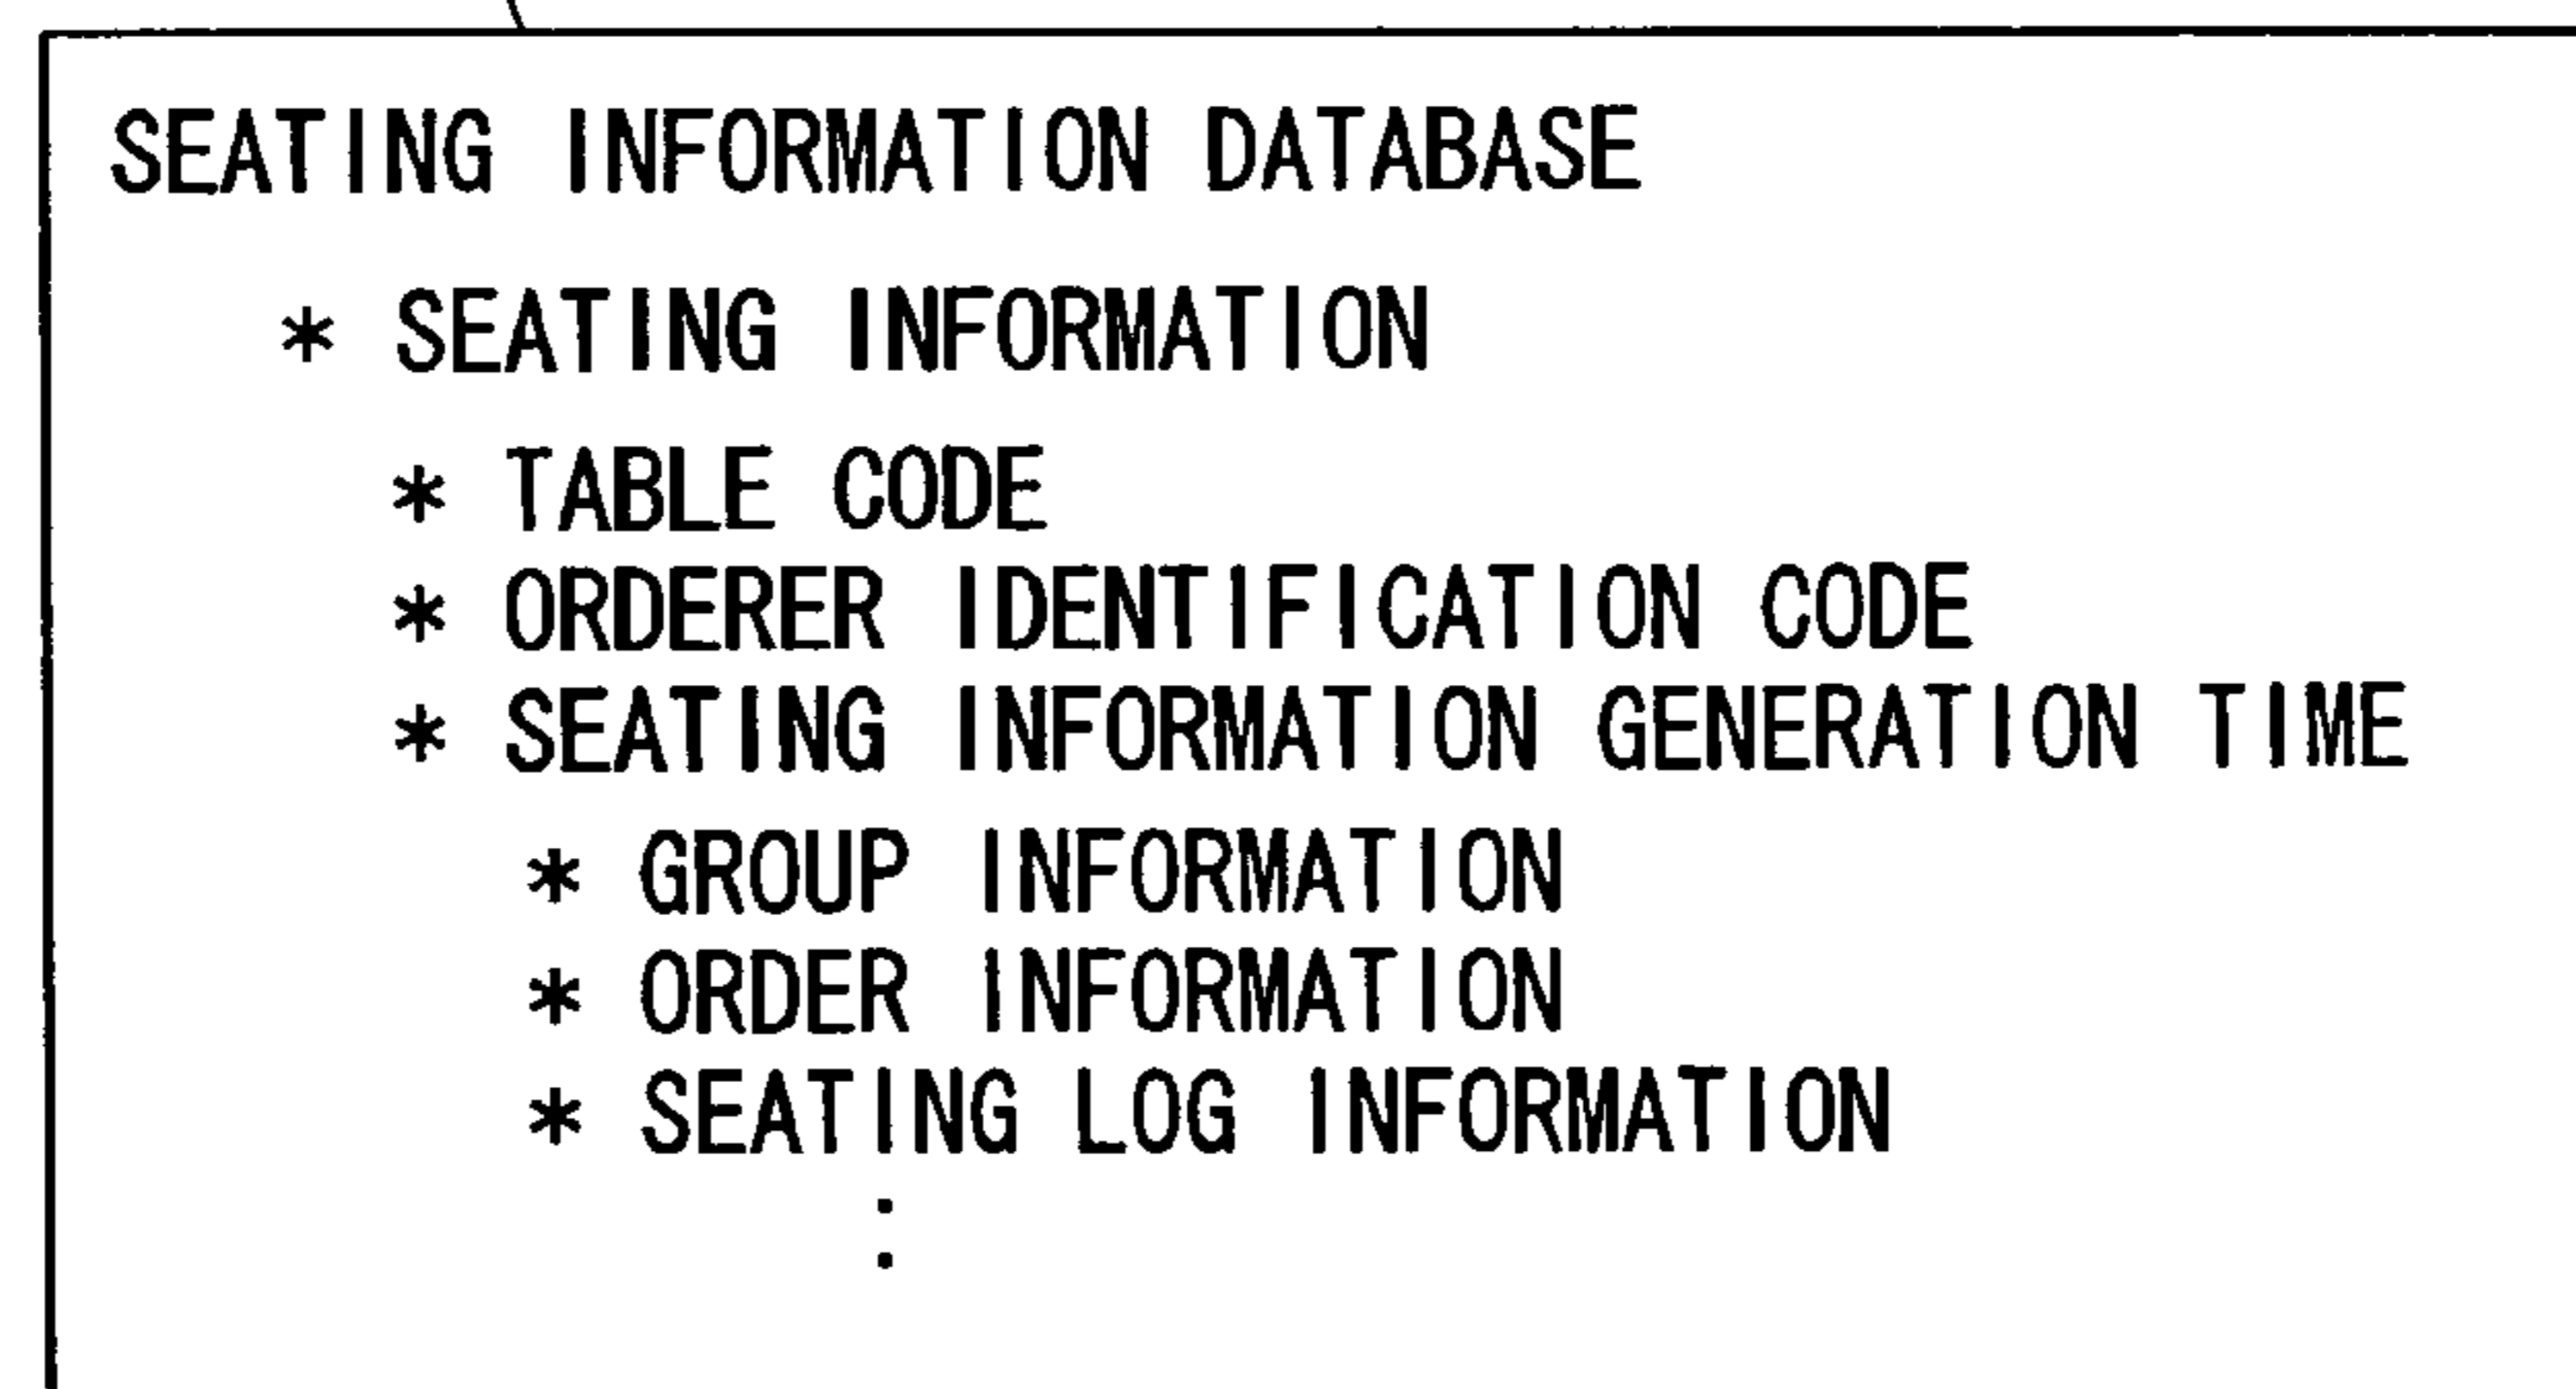 SEATING INFORMATION DATABASE
* SEATING INFORMATION
* TABLE CODE
* ORDERER IDENTIFICATION CODE
* SEATING INFORMATION GENERATION TIME
* GROUP INFORMATION
* ORDER INFORMATION
* SEATING LOG INFORMATION
: